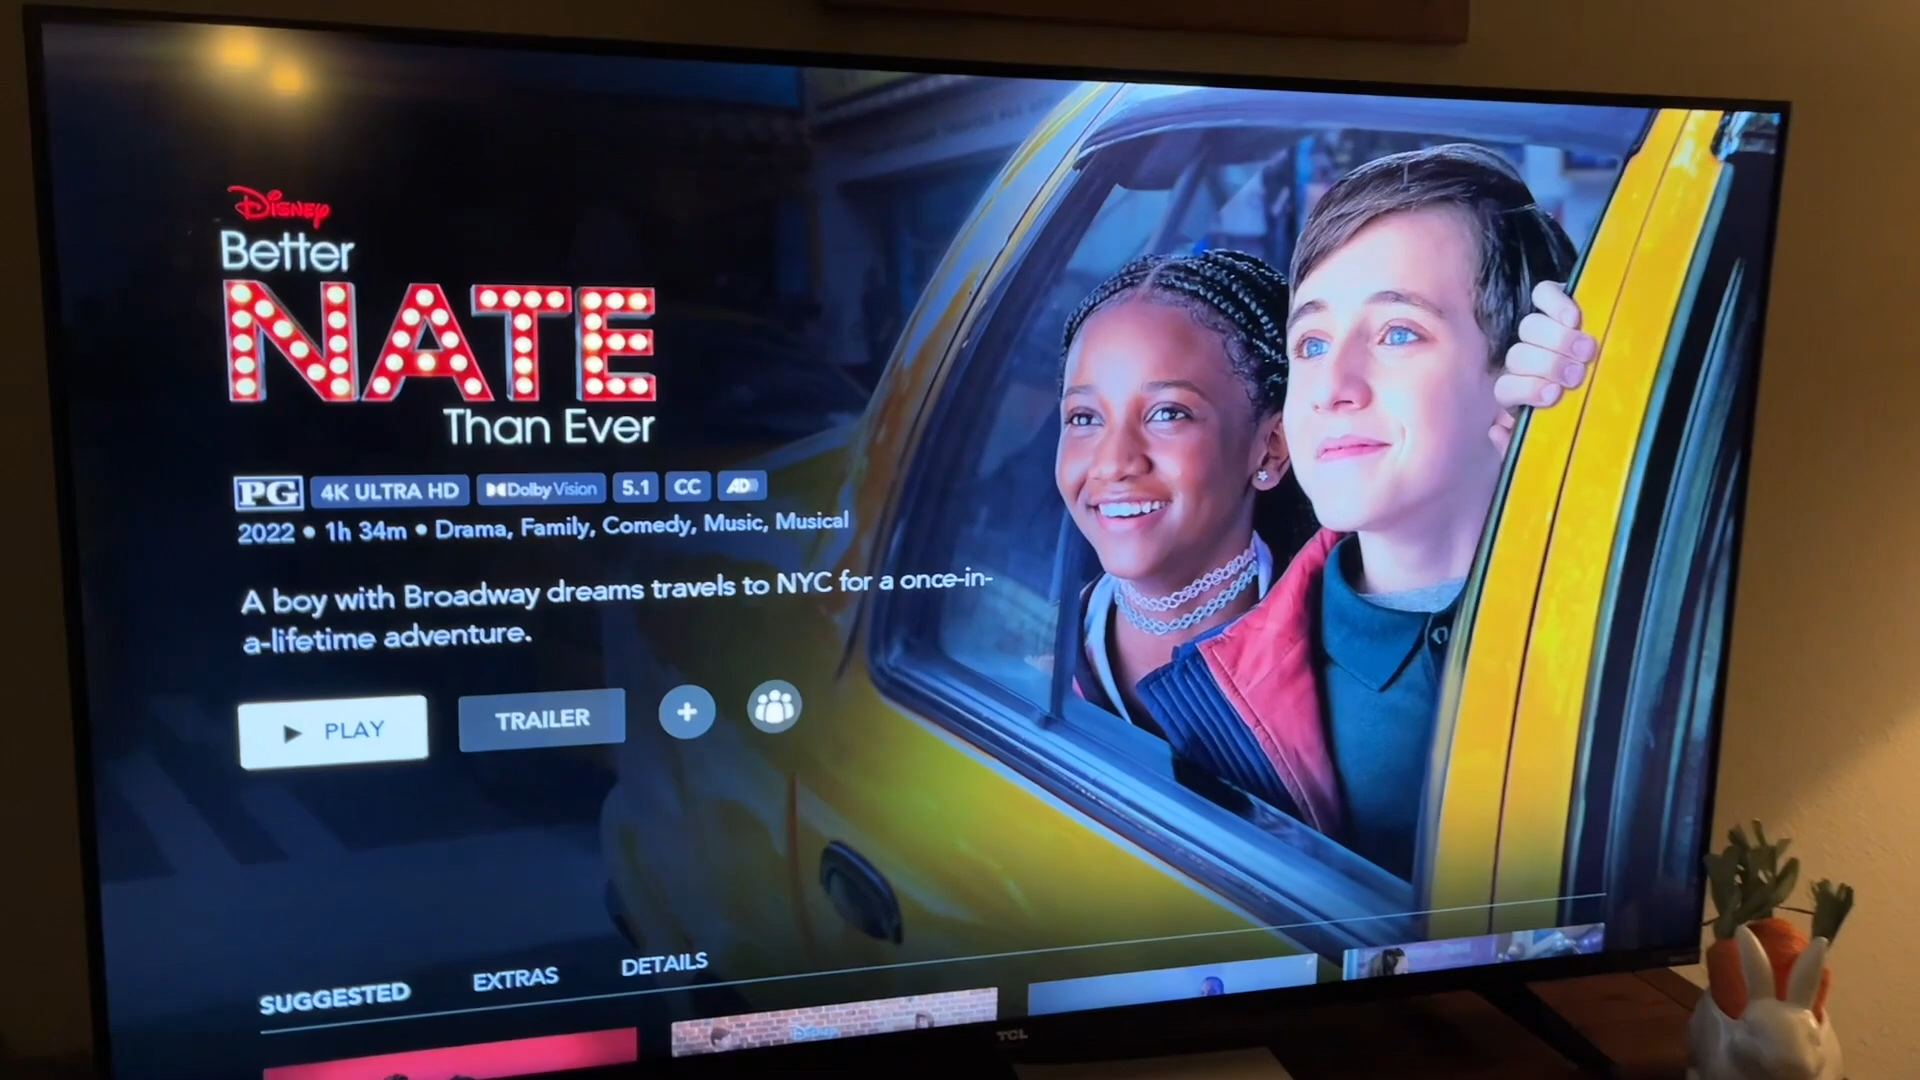 Disney
Better
NATE
Than Ever
PG 4K ULTRA HD Dolby Vision 5.1 CC AD
2022 • 1h 34m • Drama, Family, Comedy, Music, Musical
A boy with Broadway dreams travels to NYC for a once-in-
a-lifetime adventure.
PLAY TRAILER
SUGGESTED EXTRAS DETAILS
Disney
TCL